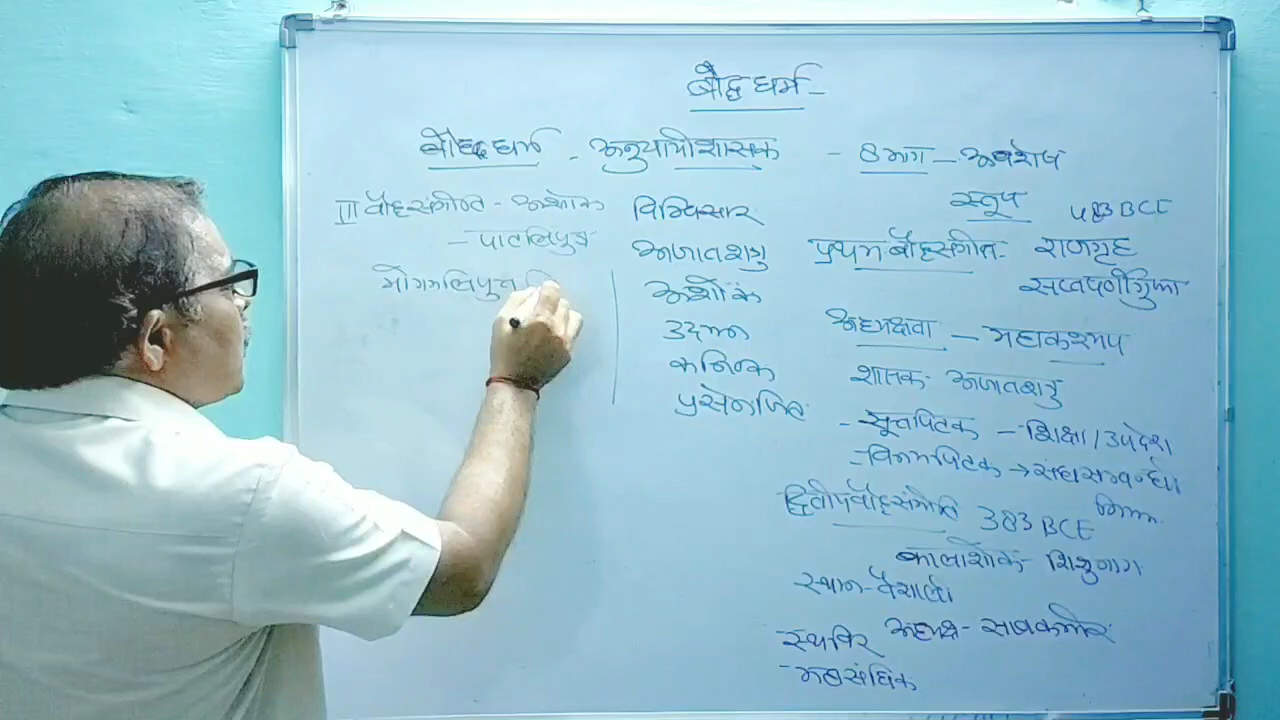 बौद्ध धर्म -
बौद्ध धर्म - अनुयायी शासक - 8 भाग - अवशेष
स्तूप 483 BCE
III बौद्ध संगीति - अशोक
- पाटलिपुत्र
मोगलिपुत्त
बिम्बिसार
अजातशत्रु
अशोक
उदयन
कनिष्क
प्रसेनजित
प्रथम बौद्ध संगीत - राजगृह
सप्तपर्णी गुफा
अध्यक्षता - महाकश्यप
शासक - अजातशत्रु
- सूत्तपिटक - शिक्षा / उपदेश
- विनयपिटक → संघ सम्बन्धी
नियम
द्वितीय बौद्ध संगीति 383 BCE
कालाशोक - शिशुनाग
स्थान - वैशाली
अध्यक्ष -
स्थविर
- महासंघिक